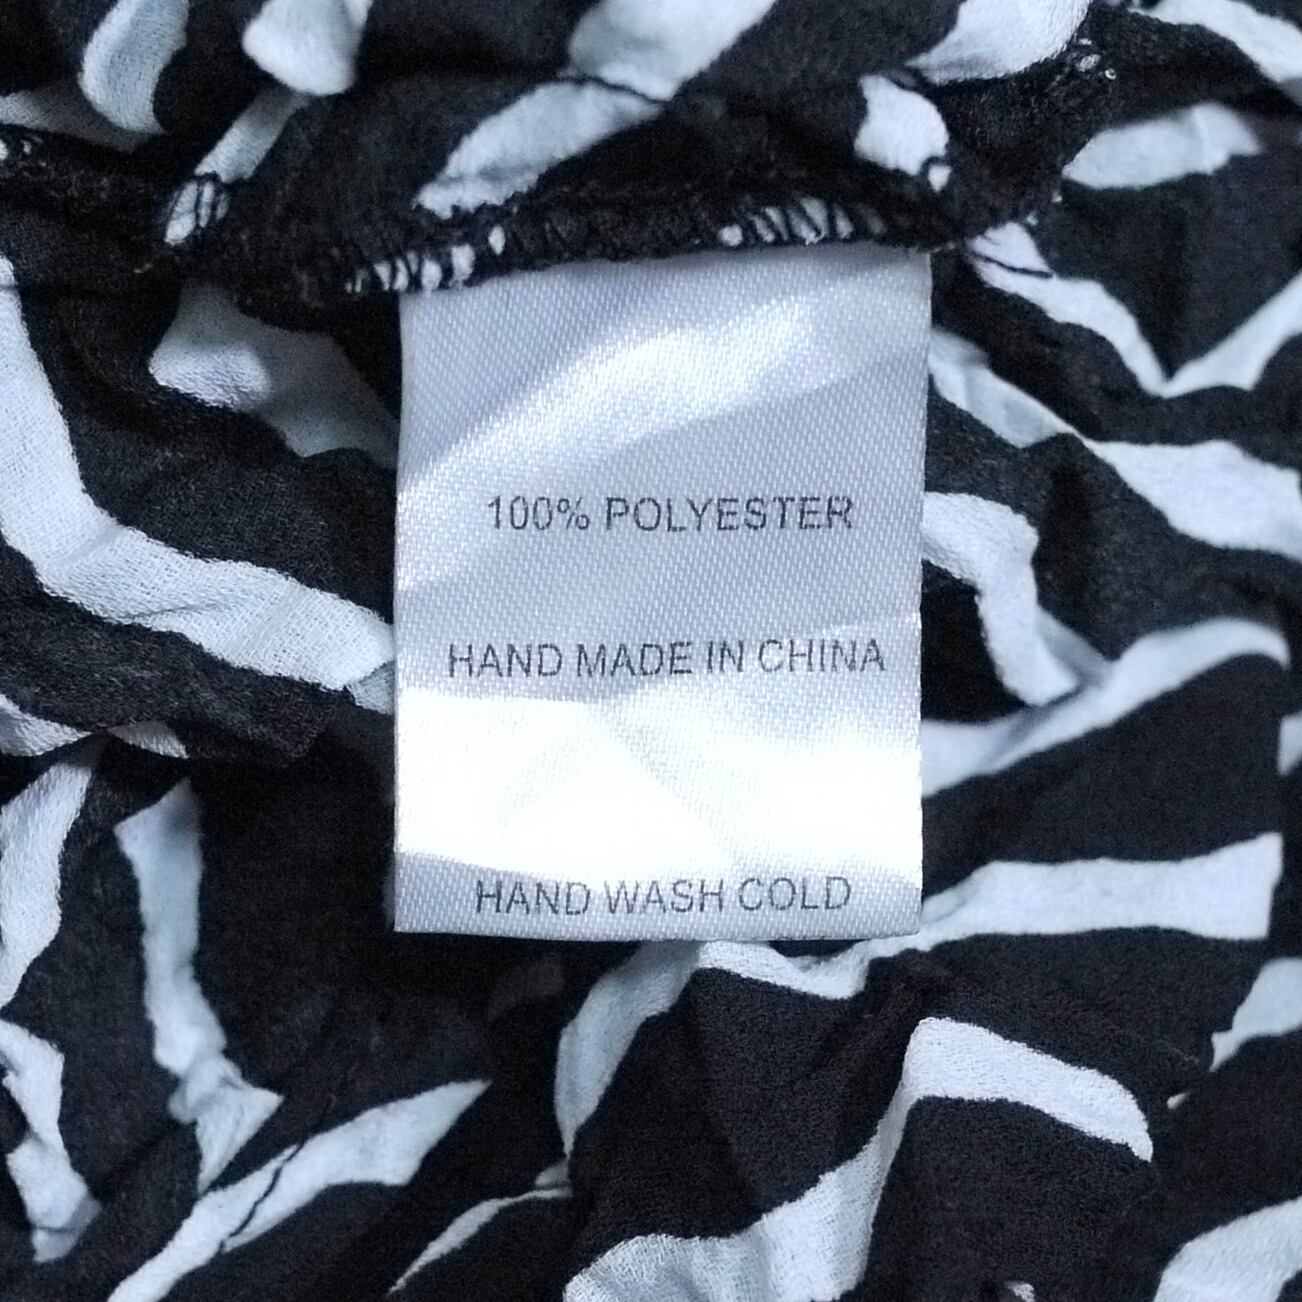 100% POLYESTER
HAND MADE IN CHINA
HAND WASH COLD